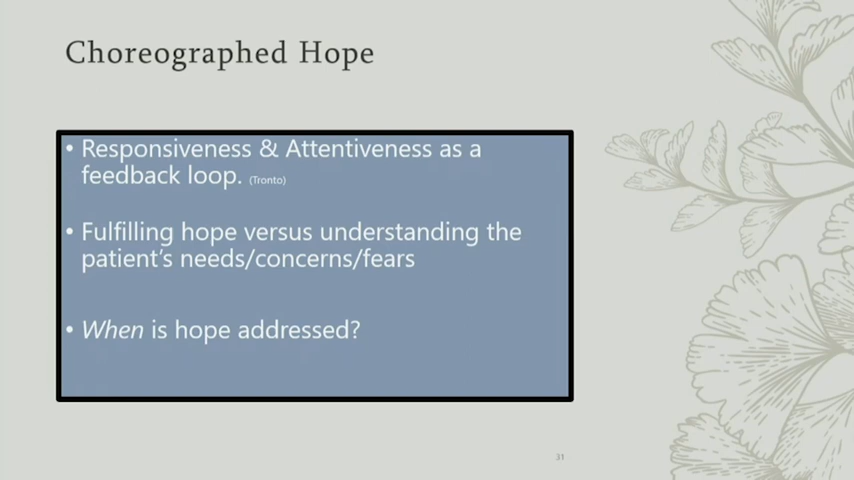 Choreographed Hope
• Responsiveness & Attentiveness as a
feedback loop. (Tronto)
• Fulfilling hope versus understanding the
patient's needs/concerns/fears
• When is hope addressed?
31